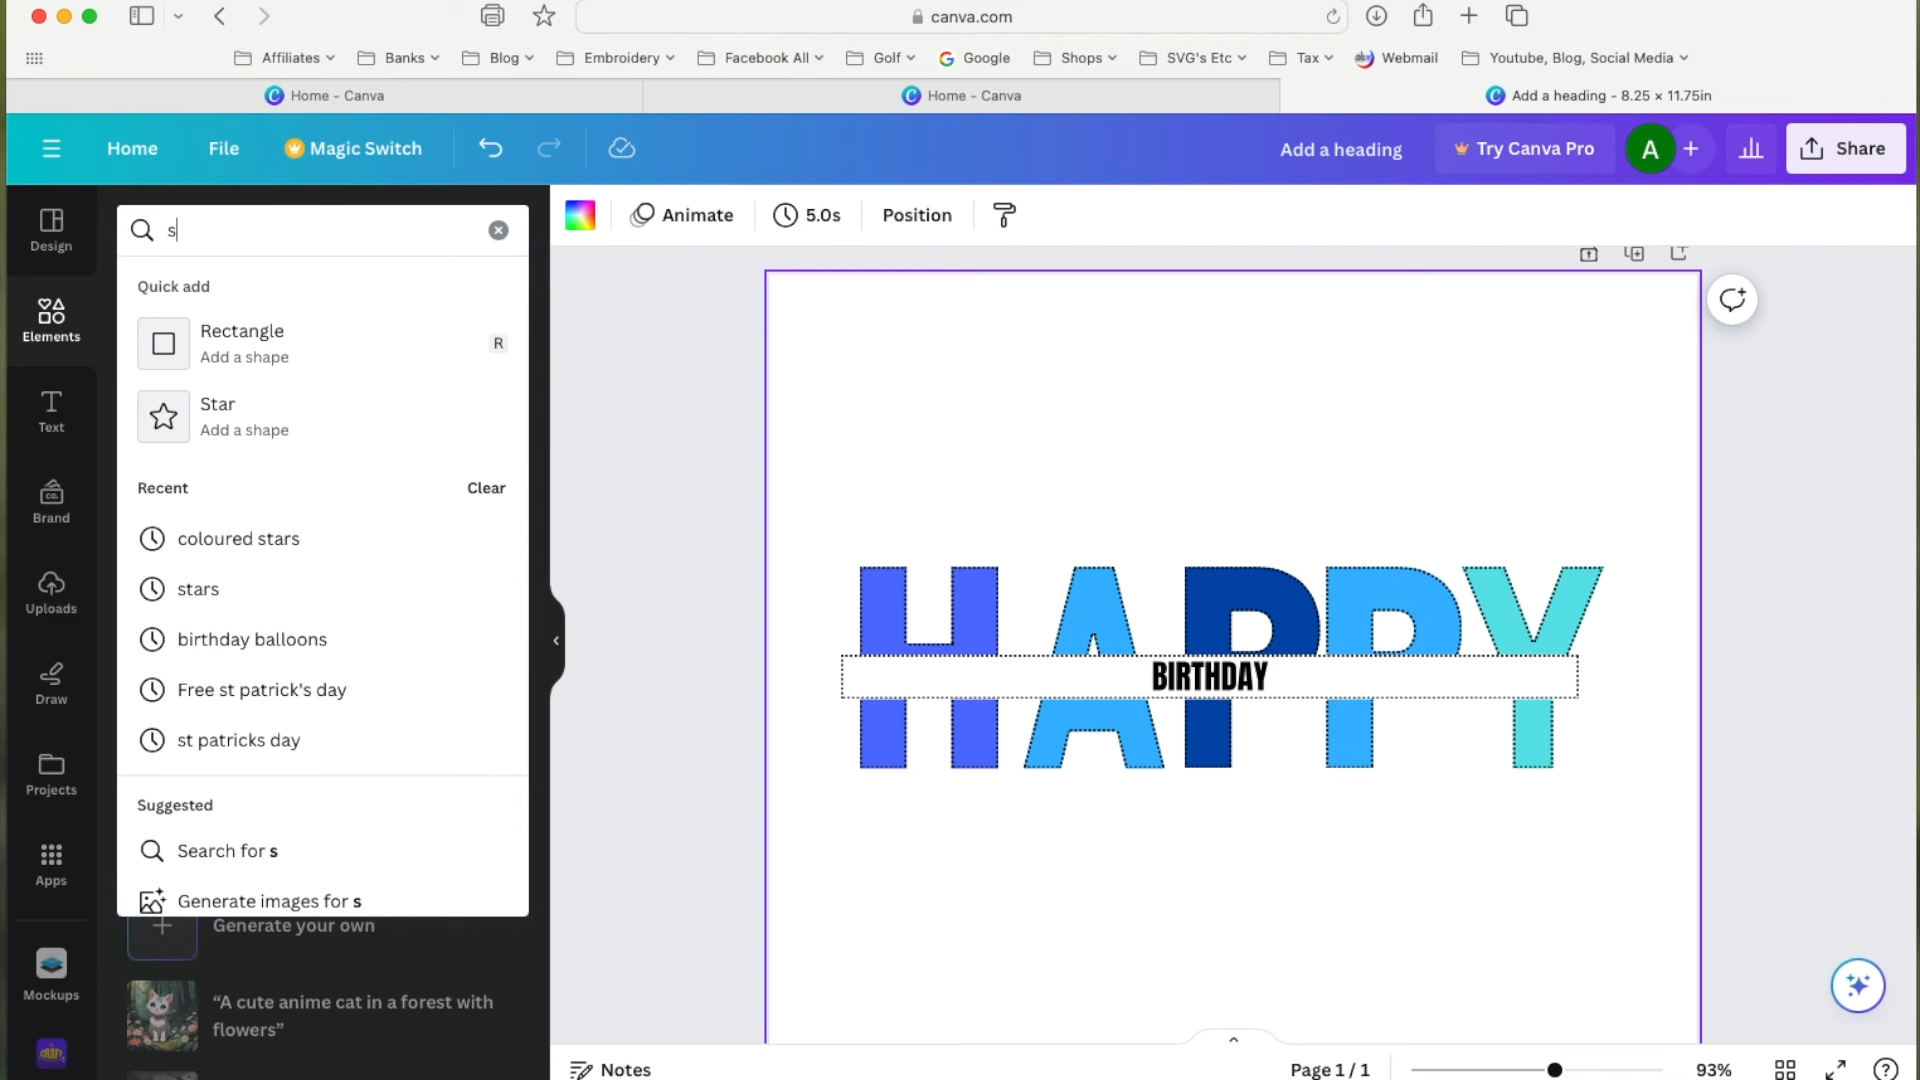 canva.com
Affiliates
Banks
Blog
Embroidery
Facebook All
Golf
Google
Shops
SVG's Etc
Tax
Webmail
Youtube, Blog, Social Media
Home - Canva
Home - Canva
Add a heading - 8.25 × 11.75in
Home
File
Magic Switch
Add a heading
Try Canva Pro
A
Share
Design
Elements
Text
Brand
Uploads
Draw
Projects
Apps
Mockups
s
Quick add
Rectangle
Add a shape
R
Star
Add a shape
Recent
Clear
coloured stars
stars
birthday balloons
Free st patrick's day
st patricks day
Suggested
Search for s
Generate images for s
Generate your own
“A cute anime cat in a forest with
flowers”
Animate
5.0s
Position
HAPPY
BIRTHDAY
Notes
Page 1 / 1
93%